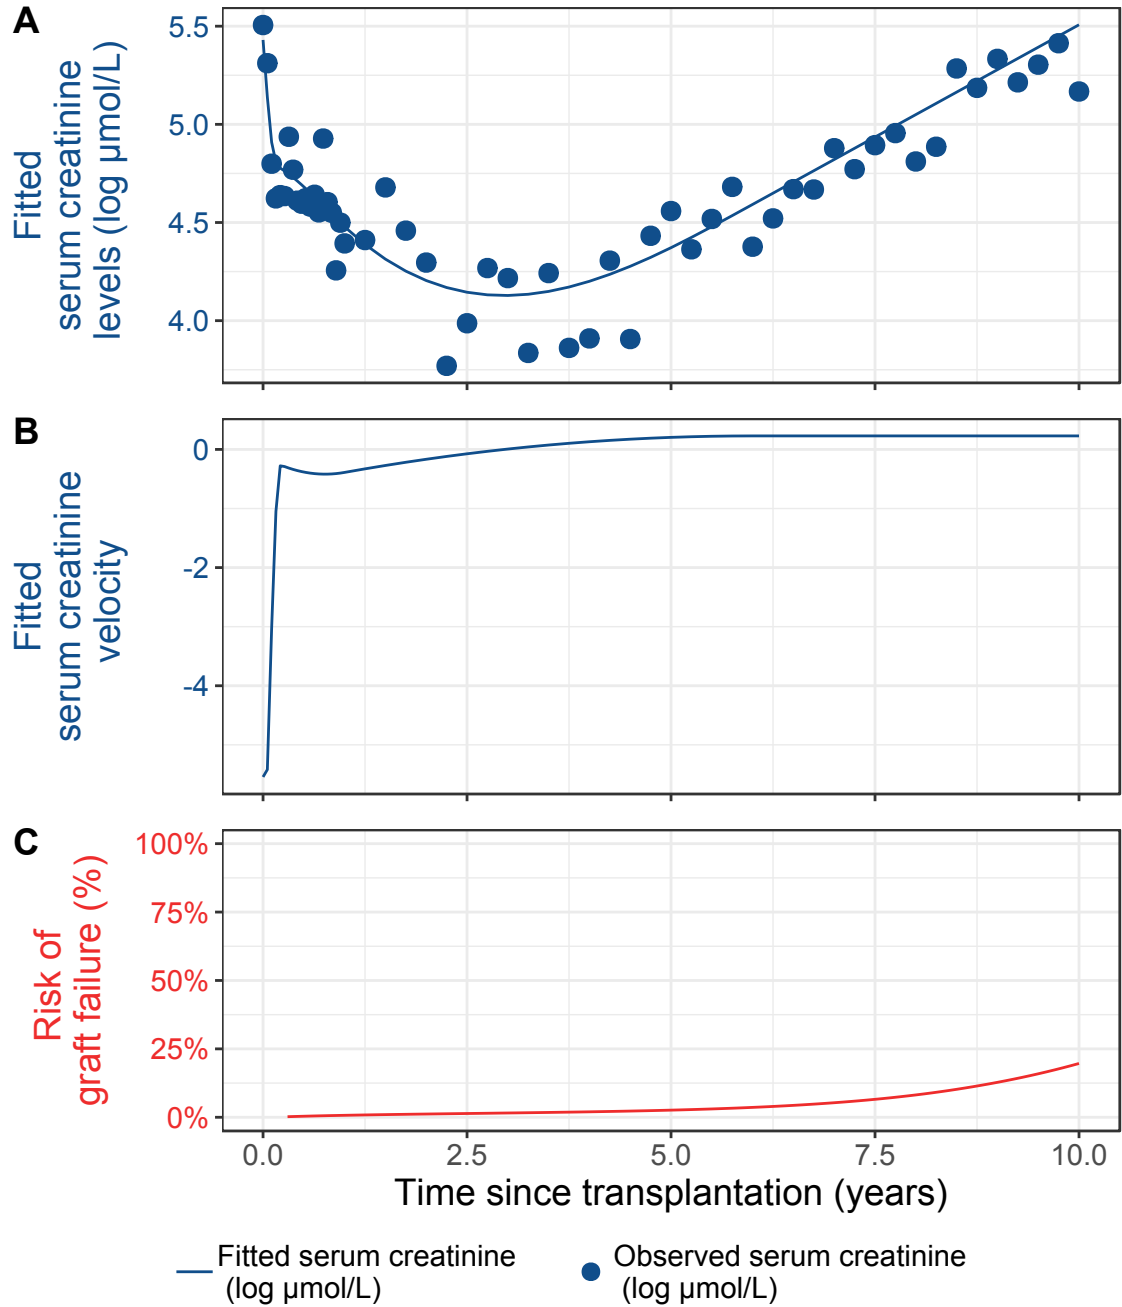 A
Fitted
serum creatinine
levels (log µmol/L)
5.5
5.0
4.5
4.0
B
Fitted
serum creatinine
velocity
0
-2
-4
C
Risk of
graft failure (%)
100%
75%
50%
25%
0%
0.0 2.5 5.0 7.5 10.0
Time since transplantation (years)
Fitted serum creatinine
(log µmol/L)
Observed serum creatinine
(log µmol/L)